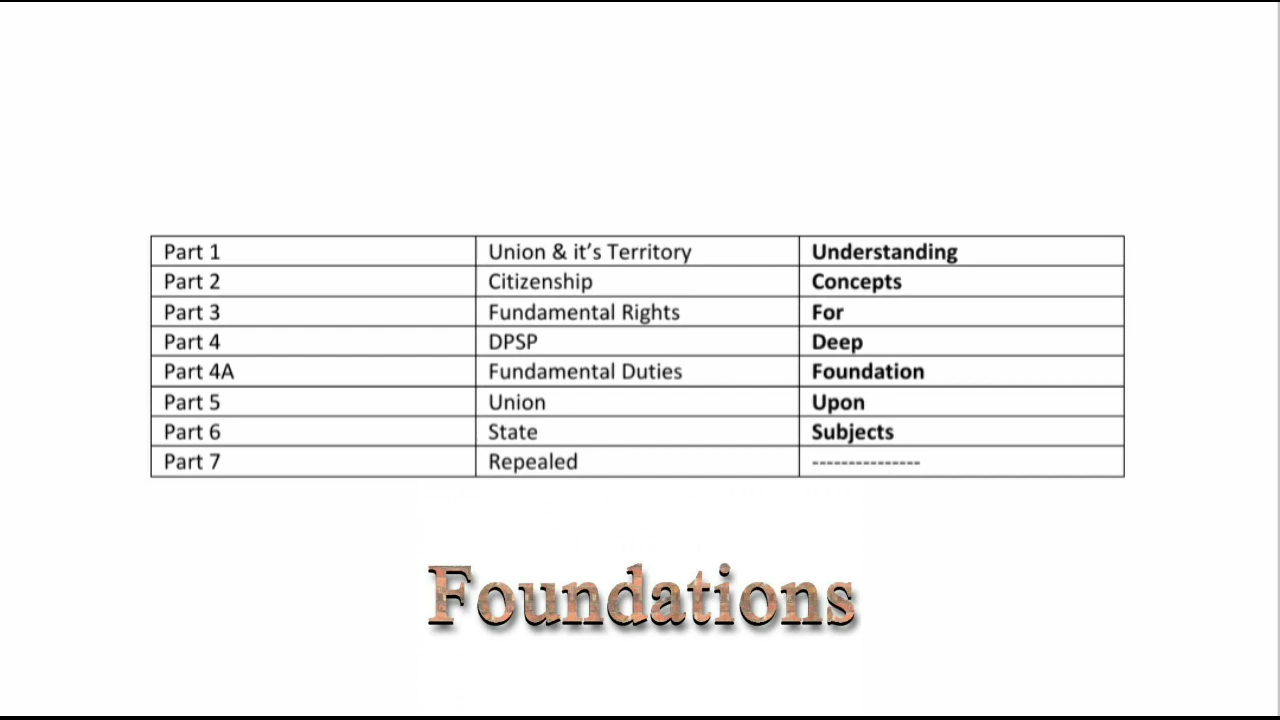 Part 1 Union & it's Territory Understanding
Part 2 Citizenship Concepts
Part 3 Fundamental Rights For
Part 4 DPSP Deep
Part 4A Fundamental Duties Foundation
Part 5 Union Upon
Part 6 State Subjects
Part 7 Repealed ---------------
Foundations